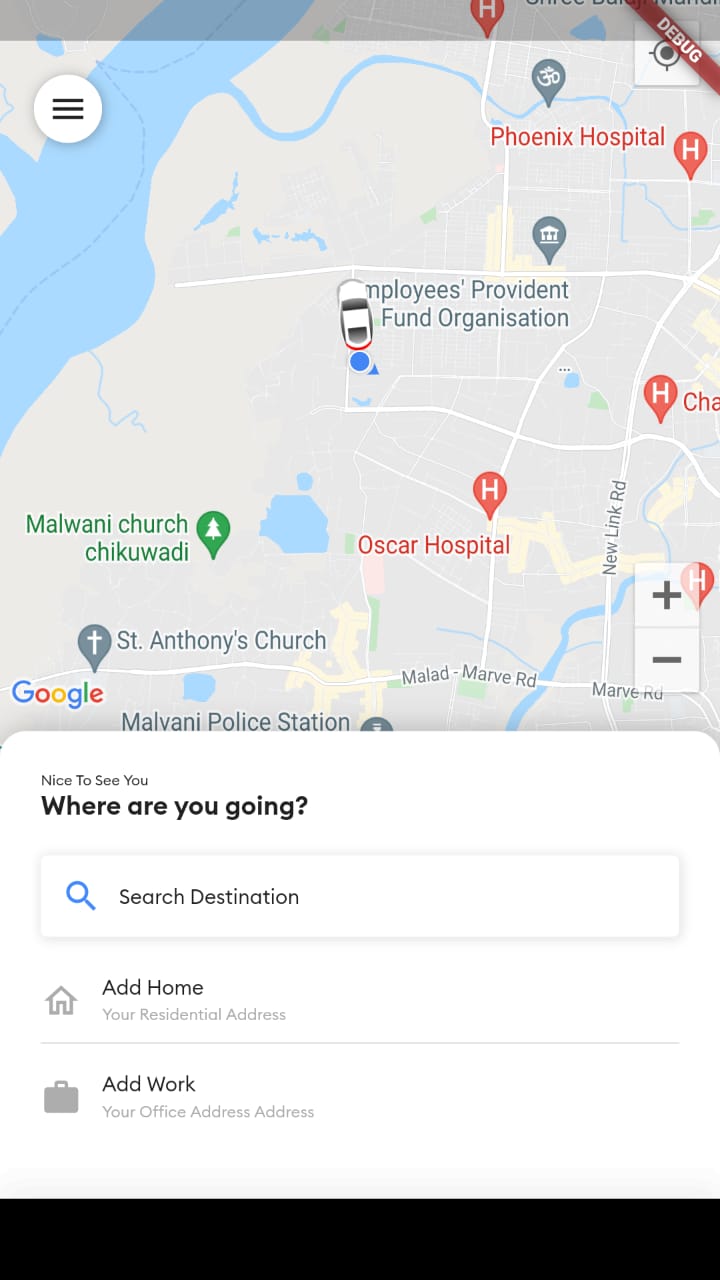 DEBUG
Phoenix Hospital
mployees' Provident
Fund Organisation
Cha
New Link Rd
Malwani church
chikuwadi
Oscar Hospital
St. Anthony's Church
Malad - Marve Rd
Marve Rd
Google
Malvani Police Station
Nice To See You
Where are you going?
Search Destination
Add Home
Your Residential Address
Add Work
Your Office Address Address